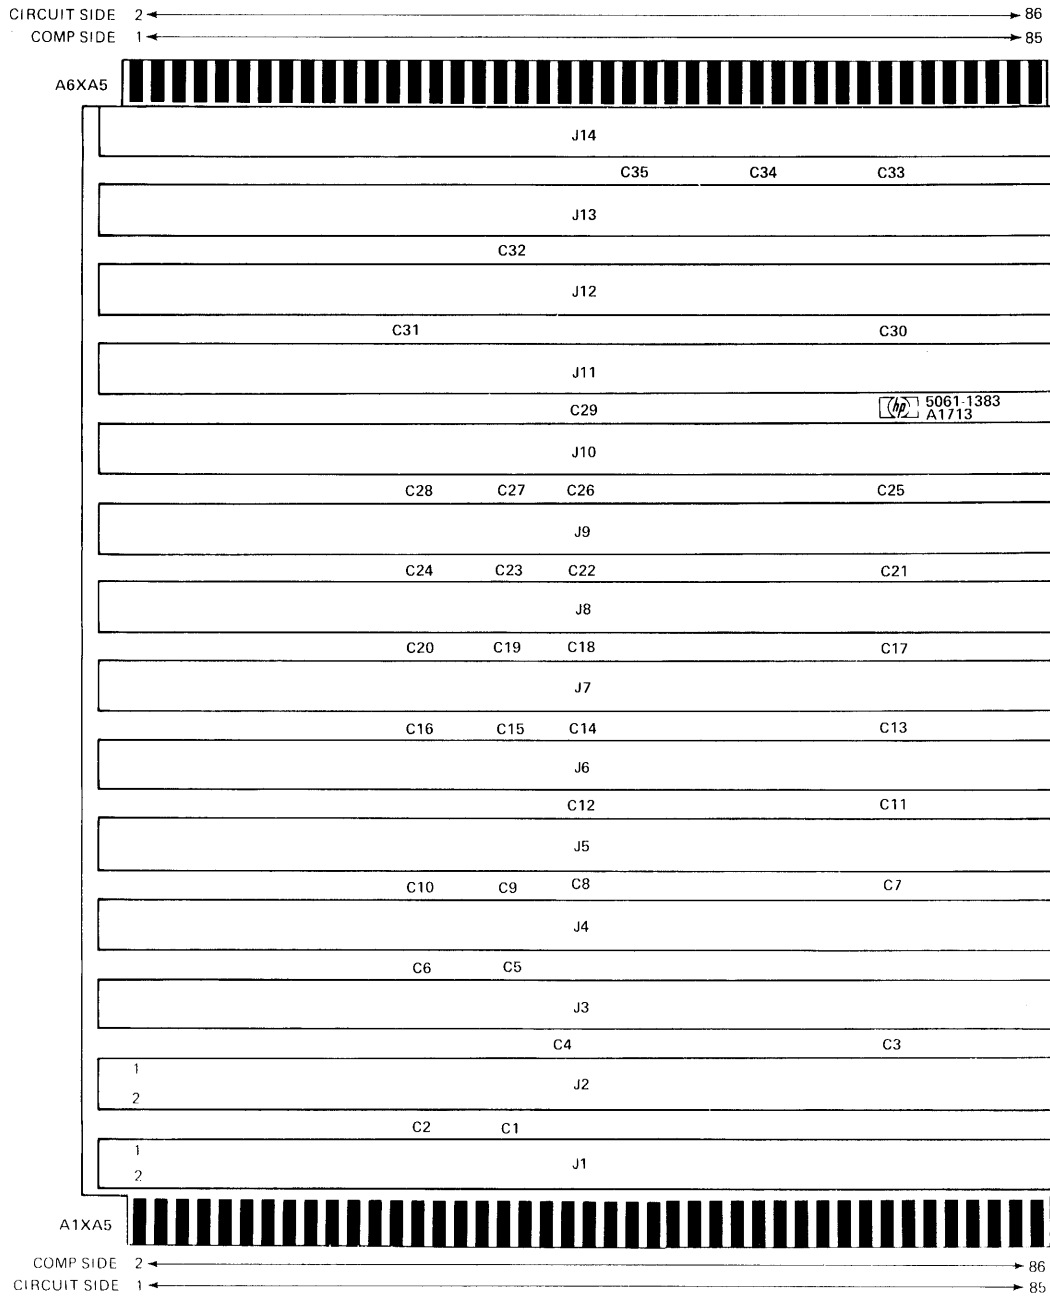 CIRCUIT SIDE 2 86
COMP SIDE 1 85
A6XA5
J14
C35 C34 C33
J13
C32
J12
C31 C30
J11
C29 hp 5061-1383
A1713
J10
C28 C27 C26 C25
J9
C24 C23 C22 C21
J8
C20 C19 C18 C17
J7
C16 C15 C14 C13
J6
C12 C11
J5
C10 C9 C8 C7
J4
C6 C5
J3
C4 C3
1
J2
2
C2 C1
1
J1
2
A1XA5
COMP SIDE 2 86
CIRCUIT SIDE 1 85